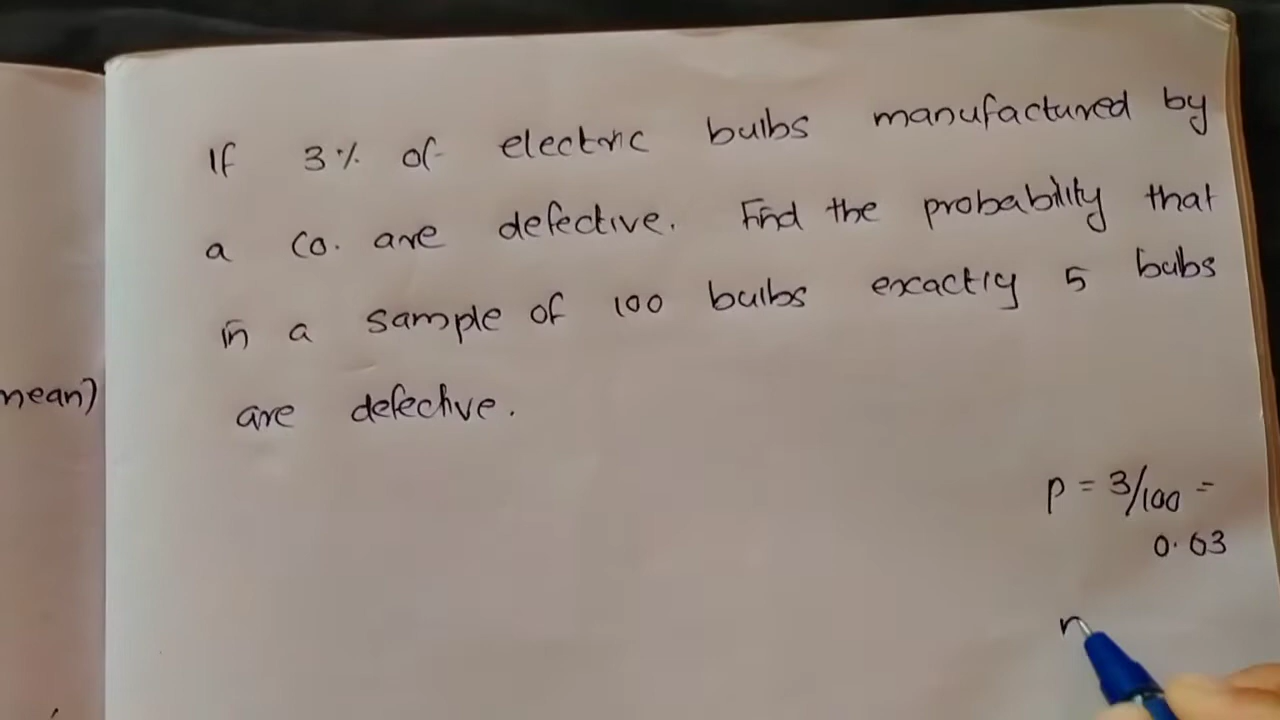 mean)
If 3% of electric bulbs manufactured by
a Co. are defective. Find the probability that
in a sample of 100 bulbs exactly 5 bulbs
are defective.
p = 3/100 =
0.03
n